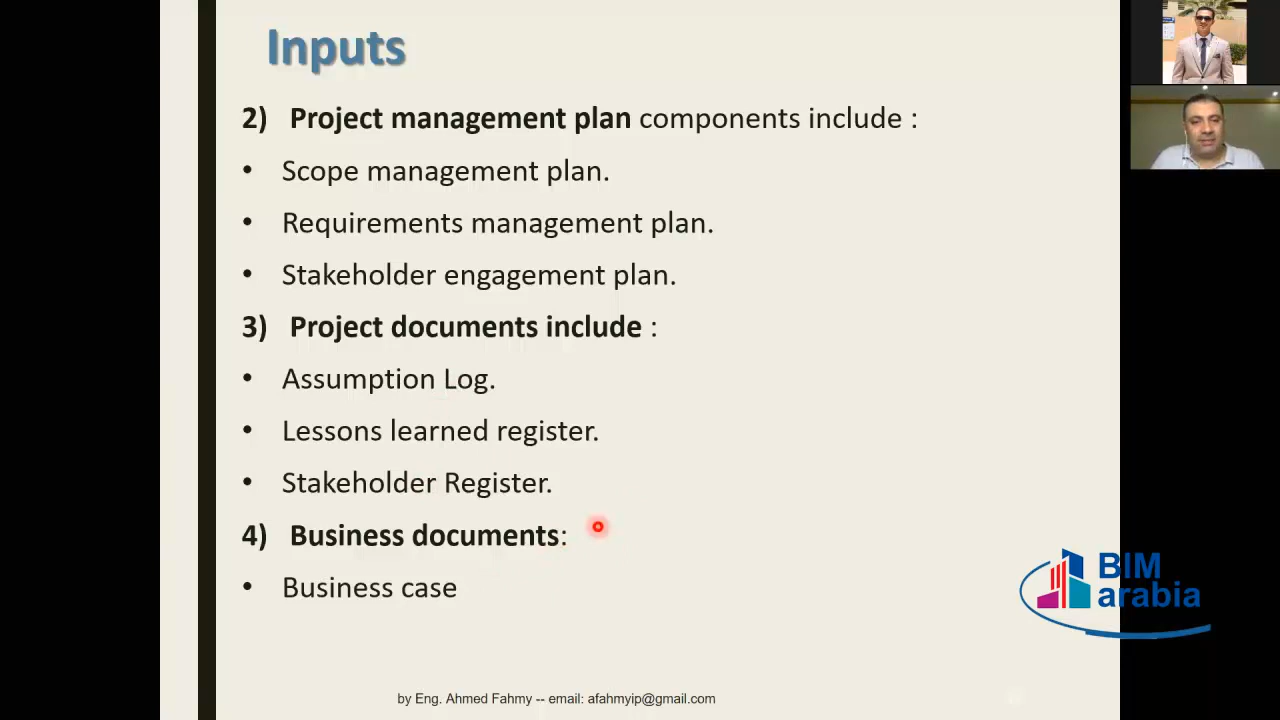 Inputs
2) Project management plan components include :
• Scope management plan.
• Requirements management plan.
• Stakeholder engagement plan.
3) Project documents include :
• Assumption Log.
• Lessons learned register.
• Stakeholder Register.
4) Business documents:
• Business case
BIM
arabia
by Eng. Ahmed Fahmy -- email: afahmyip@gmail.com